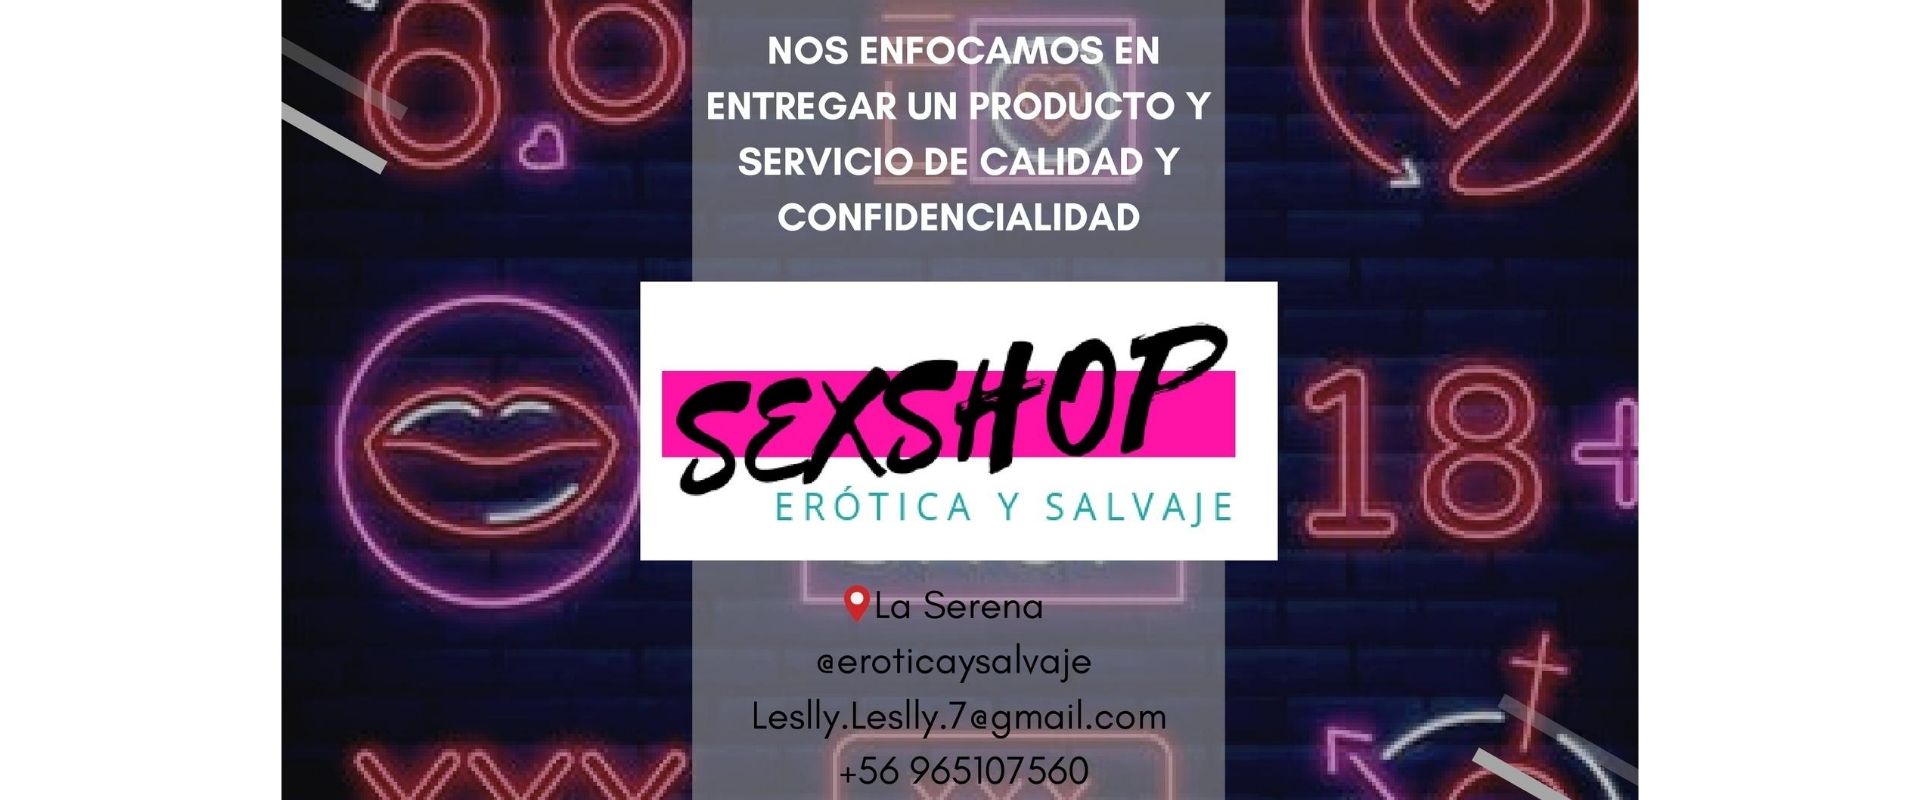 NOS ENFOCAMOS EN
ENTREGAR UN PRODUCTO Y
SERVICIO DE CALIDAD Y
CONFIDENCIALIDAD
SEXSHOP
ERÓTICA Y SALVAJE
18+
La Serena
@eroticaysalvaje
Leslly.Leslly.7@gmail.com
+56 965107560